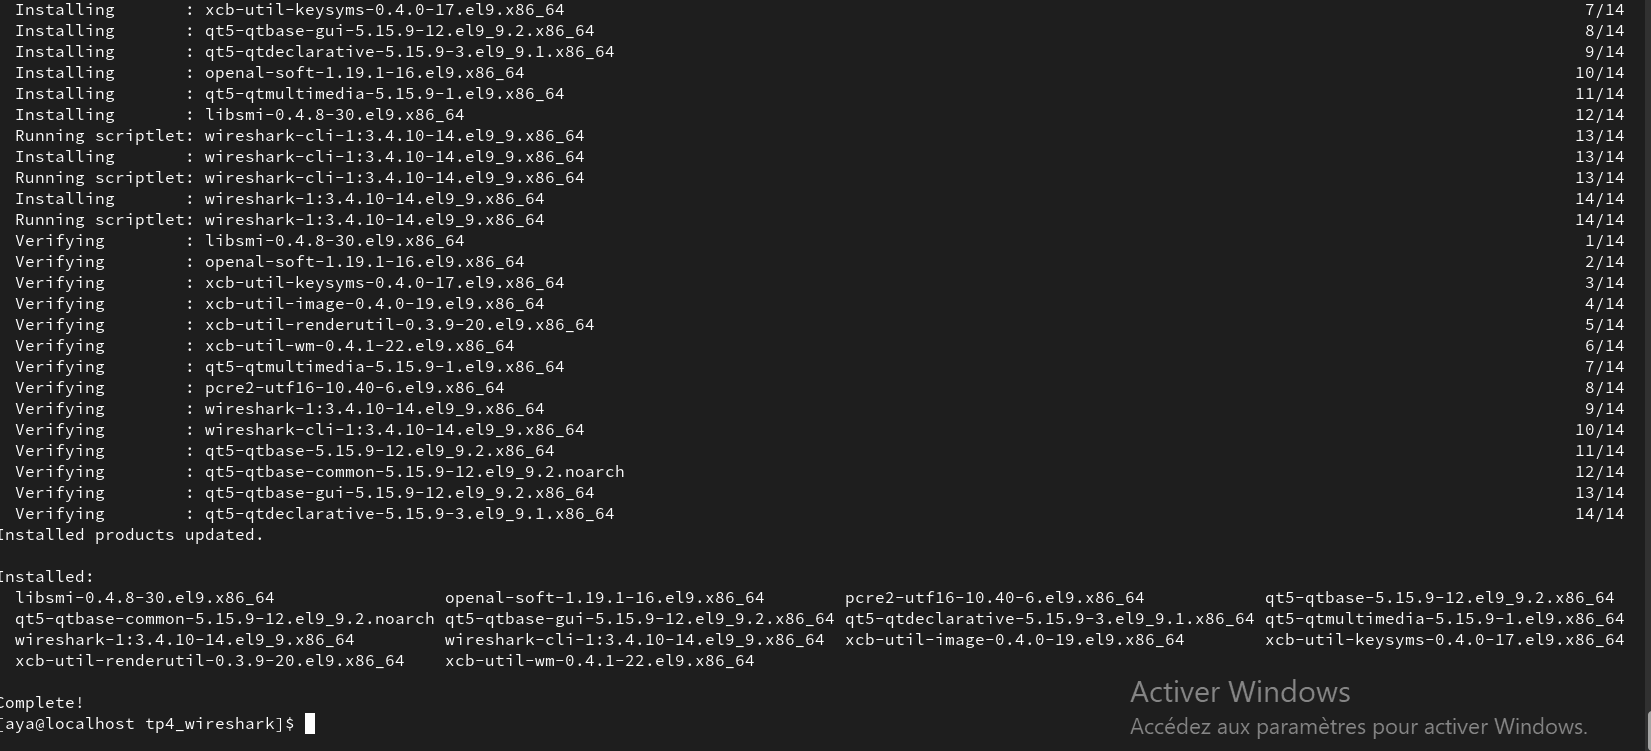 Installing : xcb-util-keysyms-0.4.0-17.el9.x86_64 7/14
Installing : qt5-qtbase-gui-5.15.9-12.el9_9.2.x86_64 8/14
Installing : qt5-qtdeclarative-5.15.9-3.el9_9.1.x86_64 9/14
Installing : openal-soft-1.19.1-16.el9.x86_64 10/14
Installing : qt5-qtmultimedia-5.15.9-1.el9.x86_64 11/14
Installing : libsmi-0.4.8-30.el9.x86_64 12/14
Running scriptlet: wireshark-cli-1:3.4.10-14.el9_9.x86_64 13/14
Installing : wireshark-cli-1:3.4.10-14.el9_9.x86_64 13/14
Running scriptlet: wireshark-cli-1:3.4.10-14.el9_9.x86_64 13/14
Installing : wireshark-1:3.4.10-14.el9_9.x86_64 14/14
Running scriptlet: wireshark-1:3.4.10-14.el9_9.x86_64 14/14
Verifying : libsmi-0.4.8-30.el9.x86_64 1/14
Verifying : openal-soft-1.19.1-16.el9.x86_64 2/14
Verifying : xcb-util-keysyms-0.4.0-17.el9.x86_64 3/14
Verifying : xcb-util-image-0.4.0-19.el9.x86_64 4/14
Verifying : xcb-util-renderutil-0.3.9-20.el9.x86_64 5/14
Verifying : xcb-util-wm-0.4.1-22.el9.x86_64 6/14
Verifying : qt5-qtmultimedia-5.15.9-1.el9.x86_64 7/14
Verifying : pcre2-utf16-10.40-6.el9.x86_64 8/14
Verifying : wireshark-1:3.4.10-14.el9_9.x86_64 9/14
Verifying : wireshark-cli-1:3.4.10-14.el9_9.x86_64 10/14
Verifying : qt5-qtbase-5.15.9-12.el9_9.2.x86_64 11/14
Verifying : qt5-qtbase-common-5.15.9-12.el9_9.2.noarch 12/14
Verifying : qt5-qtbase-gui-5.15.9-12.el9_9.2.x86_64 13/14
Verifying : qt5-qtdeclarative-5.15.9-3.el9_9.1.x86_64 14/14
Installed products updated.
Installed:
libsmi-0.4.8-30.el9.x86_64 openal-soft-1.19.1-16.el9.x86_64 pcre2-utf16-10.40-6.el9.x86_64 qt5-qtbase-5.15.9-12.el9_9.2.x86_64
qt5-qtbase-common-5.15.9-12.el9_9.2.noarch qt5-qtbase-gui-5.15.9-12.el9_9.2.x86_64 qt5-qtdeclarative-5.15.9-3.el9_9.1.x86_64 qt5-qtmultimedia-5.15.9-1.el9.x86_64
wireshark-1:3.4.10-14.el9_9.x86_64 wireshark-cli-1:3.4.10-14.el9_9.x86_64 xcb-util-image-0.4.0-19.el9.x86_64 xcb-util-keysyms-0.4.0-17.el9.x86_64
xcb-util-renderutil-0.3.9-20.el9.x86_64 xcb-util-wm-0.4.1-22.el9.x86_64
Complete!
[aya@localhost tp4_wireshark]$
Activer Windows
Accédez aux paramètres pour activer Windows.